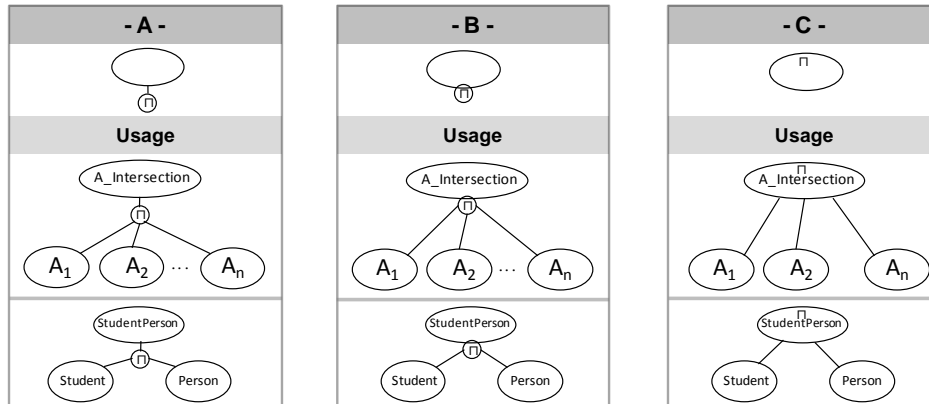 - A -
⊓
Usage
A_Intersection
⊓
A1 A2 ... An
StudentPerson
⊓
Student Person
- B -
⊓
Usage
A_Intersection
⊓
A1 A2 ... An
StudentPerson
⊓
Student Person
- C -
⊓
Usage
⊓
A_Intersection
A1 A2 An
⊓
StudentPerson
Student Person